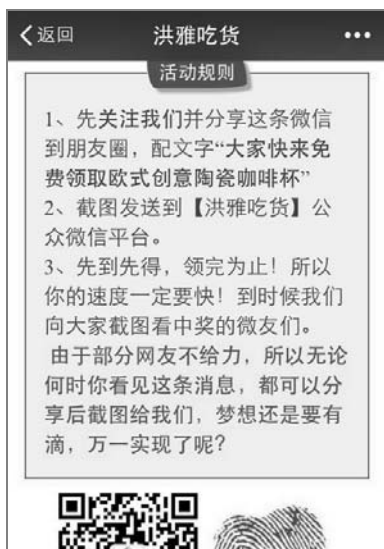 返回 洪雅吃货
活动规则
1、先关注我们并分享这条微信
到朋友圈，配文字“大家快来免
费领取欧式创意陶瓷咖啡杯”
2、截图发送到【洪雅吃货】公
众微信平台。
3、先到先得，领完为止！所以
你的速度一定要快！到时候我们
向大家截图看中奖的微友们。
由于部分网友不给力，所以无论
何时你看见这条消息，都可以分
享后截图给我们，梦想还是要有
滴，万一实现了呢？